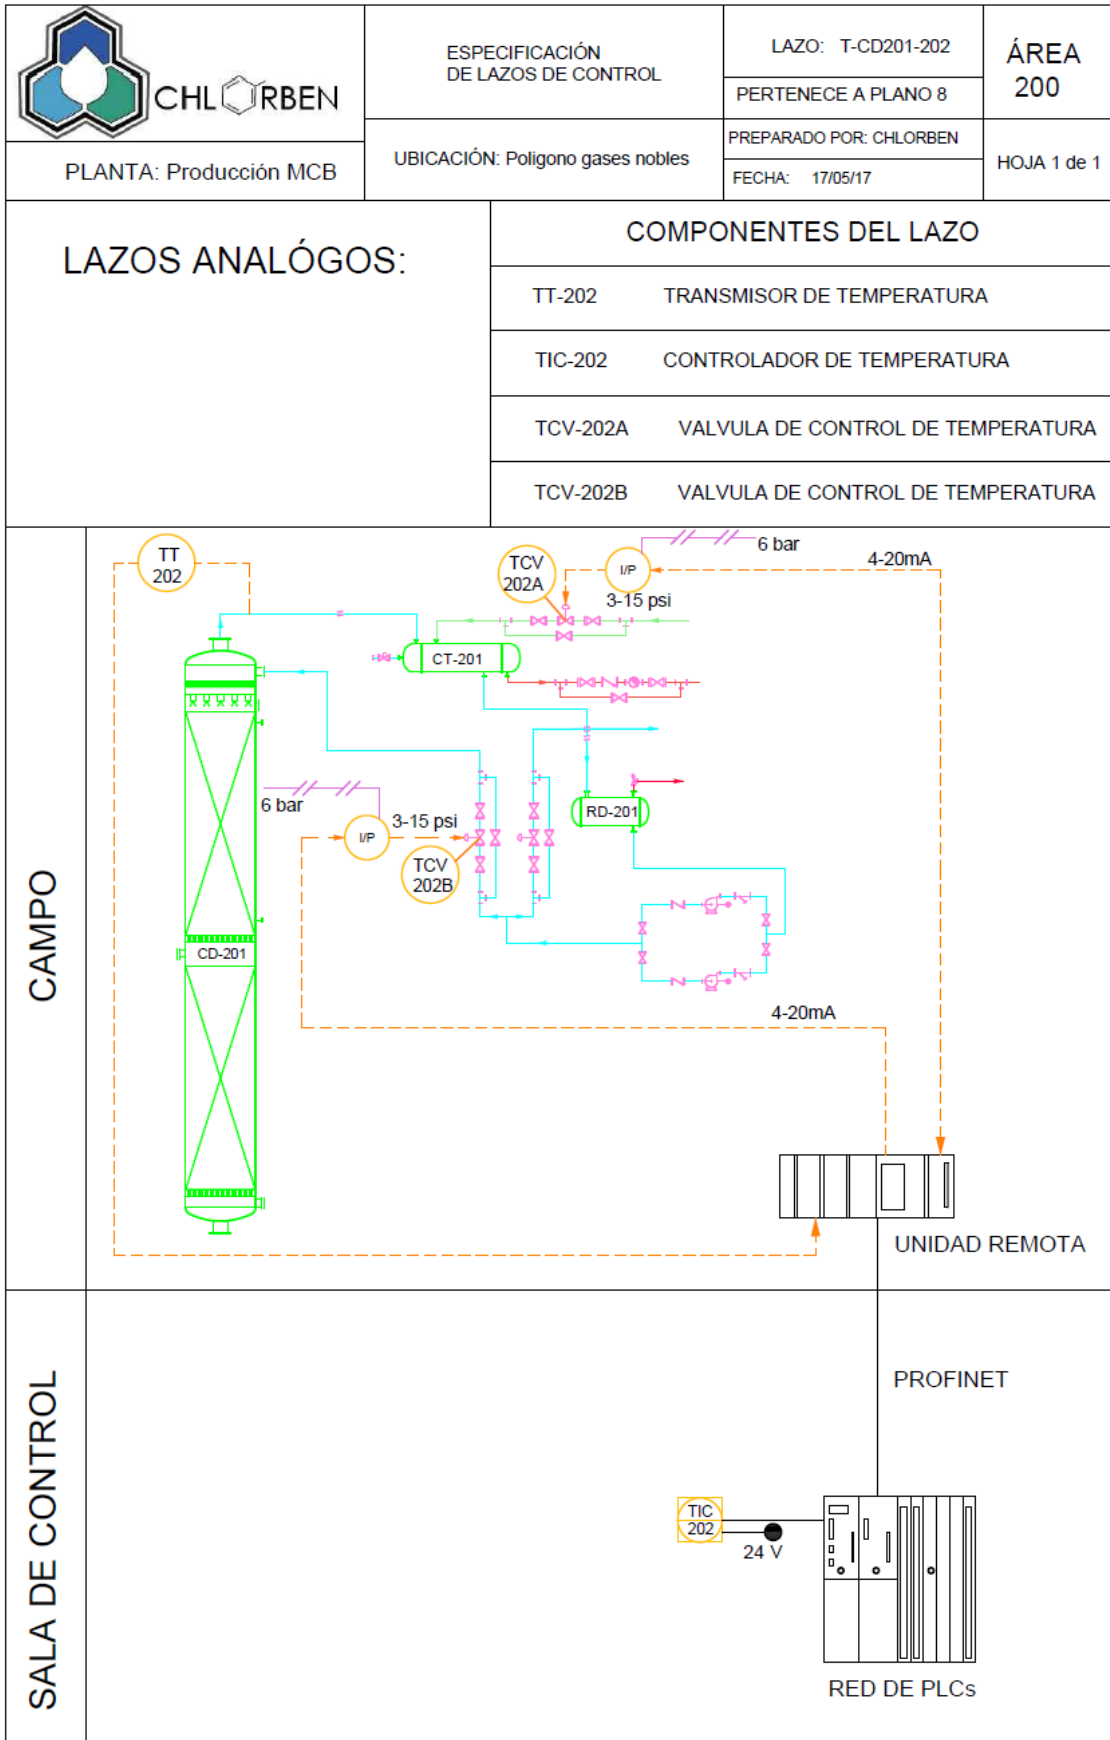 CHLORBEN
PLANTA: Producción MCB
ESPECIFICACIÓN
DE LAZOS DE CONTROL
UBICACIÓN: Poligono gases nobles
LAZO: T-CD201-202
PERTENECE A PLANO 8
PREPARADO POR: CHLORBEN
FECHA: 17/05/17
ÁREA
200
HOJA 1 de 1
LAZOS ANALÓGOS:
COMPONENTES DEL LAZO
TT-202 TRANSMISOR DE TEMPERATURA
TIC-202 CONTROLADOR DE TEMPERATURA
TCV-202A VALVULA DE CONTROL DE TEMPERATURA
TCV-202B VALVULA DE CONTROL DE TEMPERATURA
CAMPO
TT
202
TCV
202A
I/P
6 bar
4-20mA
3-15 psi
CT-201
6 bar
3-15 psi
I/P
TCV
202B
RD-201
CD-201
4-20mA
UNIDAD REMOTA
SALA DE CONTROL
PROFINET
TIC
202
24 V
RED DE PLCs